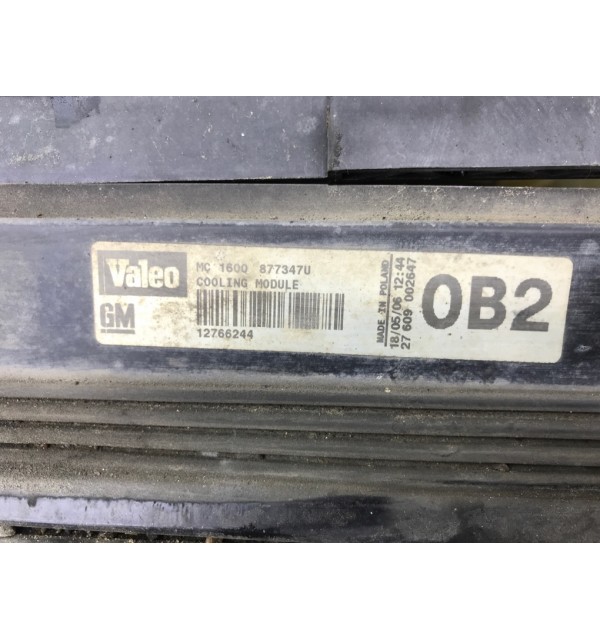 Valeo
MC 1600 877347U
COOLING MODULE
GM
12766244
MADE IN POLAND
18/05/06 12:44
27 609 002647
0B2